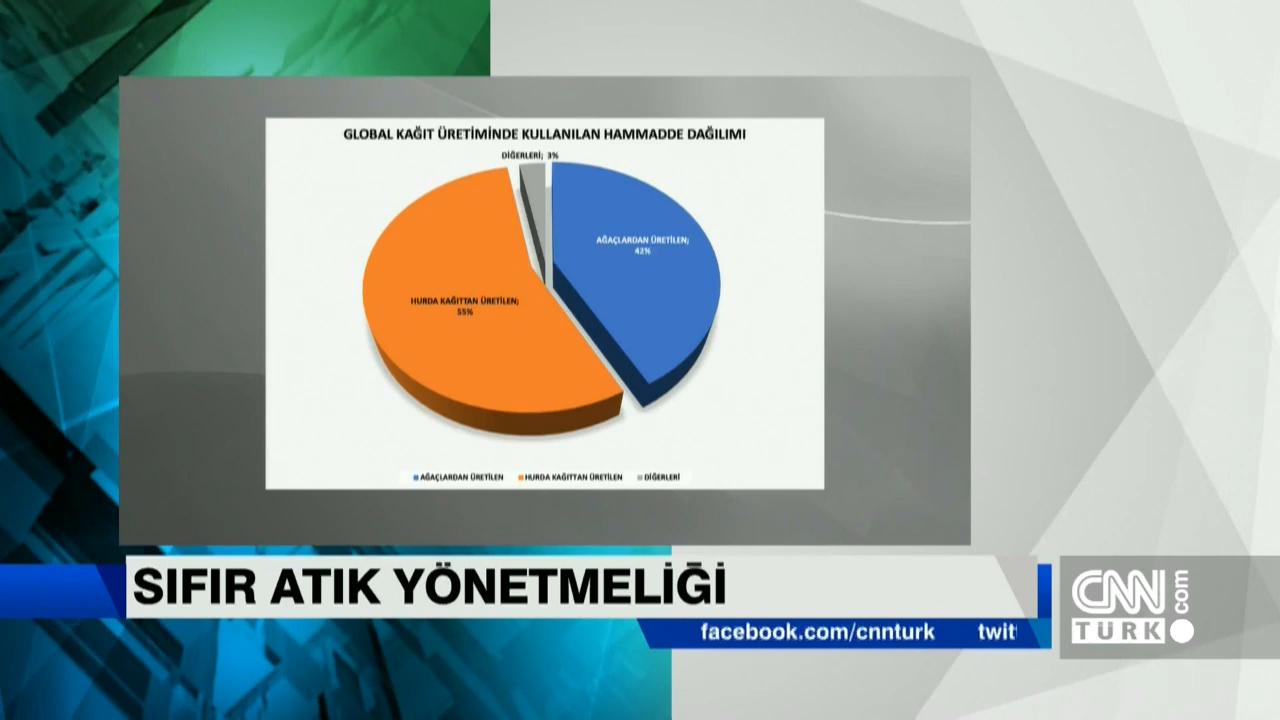 GLOBAL KAĞIT ÜRETİMİNDE KULLANILAN HAMMADDE DAĞILIMI
DİĞERLERİ; 3%
AĞAÇLARDAN ÜRETİLEN;
42%
HURDA KAĞITTAN ÜRETİLEN;
55%
AĞAÇLARDAN ÜRETİLEN HURDA KAĞITTAN ÜRETİLEN DİĞERLERİ
SIFIR ATIK YÖNETMELİĞİ
facebook.com/cnnturk twit
CNN.com
TURK